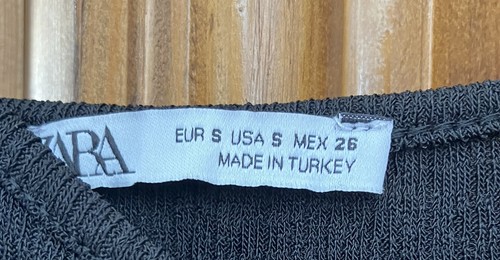 ZARA
EUR S USA S MEX 26
MADE IN TURKEY